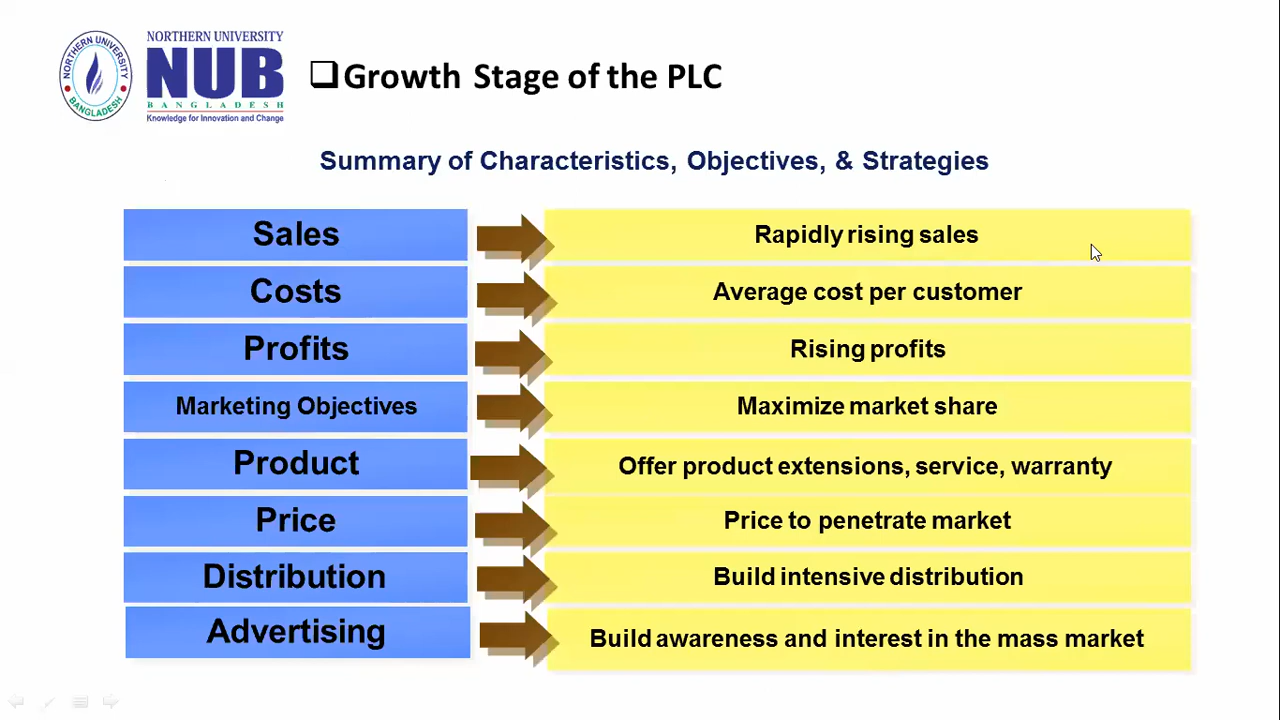 NORTHERN UNIVERSITY
BANGLADESH
NORTHERN UNIVERSITY
NUB
BANGLADESH
Knowledge for Innovation and Change
❑Growth Stage of the PLC
Summary of Characteristics, Objectives, & Strategies
Sales
Rapidly rising sales
Costs
Average cost per customer
Profits
Rising profits
Marketing Objectives
Maximize market share
Product
Offer product extensions, service, warranty
Price
Price to penetrate market
Distribution
Build intensive distribution
Advertising
Build awareness and interest in the mass market